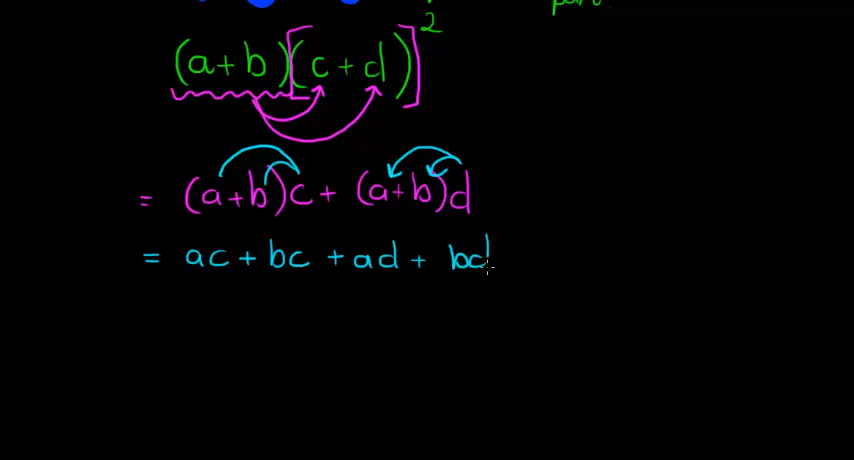 (a+b)[(c+d)]²
= (a+b)c + (a+b)d
= ac + bc + ad + bd